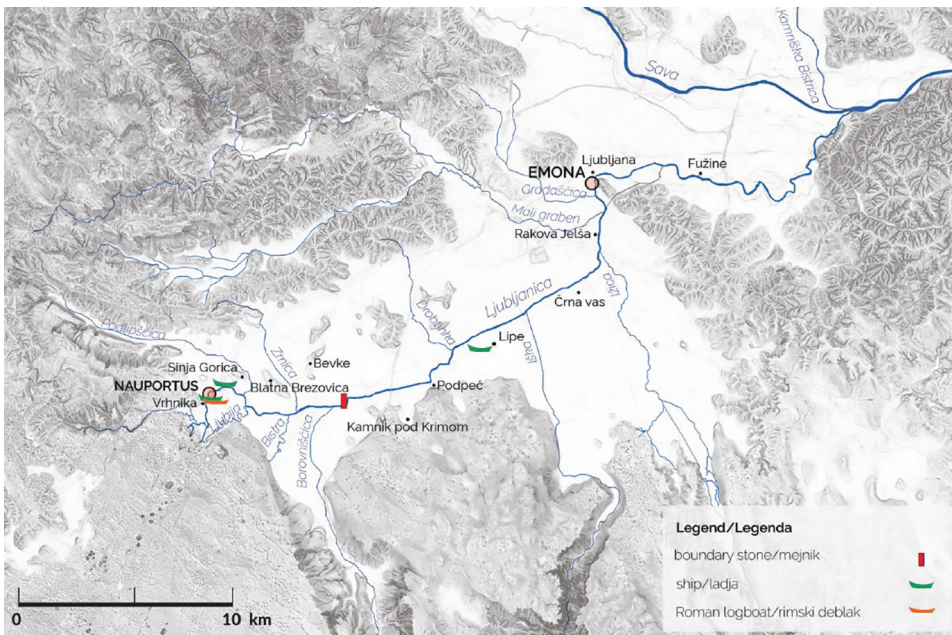 Sava
Kamniška Bistrica
Ljubljana
EMONA
Fužine
Gradaščica
Mali graben
Rakova Jelša
Ižica
Ljubljanica
Črna vas
Podlipščica
Drobtinka
Lipe
Zrnica
Iška
Bevke
Sinja Gorica
NAUPORTUS
Blatna Brezovica
Podpeč
Vrhnika
Ljubija
Kamnik pod Krimom
Bistra
Borovniščica
Legend/Legenda
boundary stone/mejnik
ship/ladja
Roman logboat/rimski deblak
0 10 km